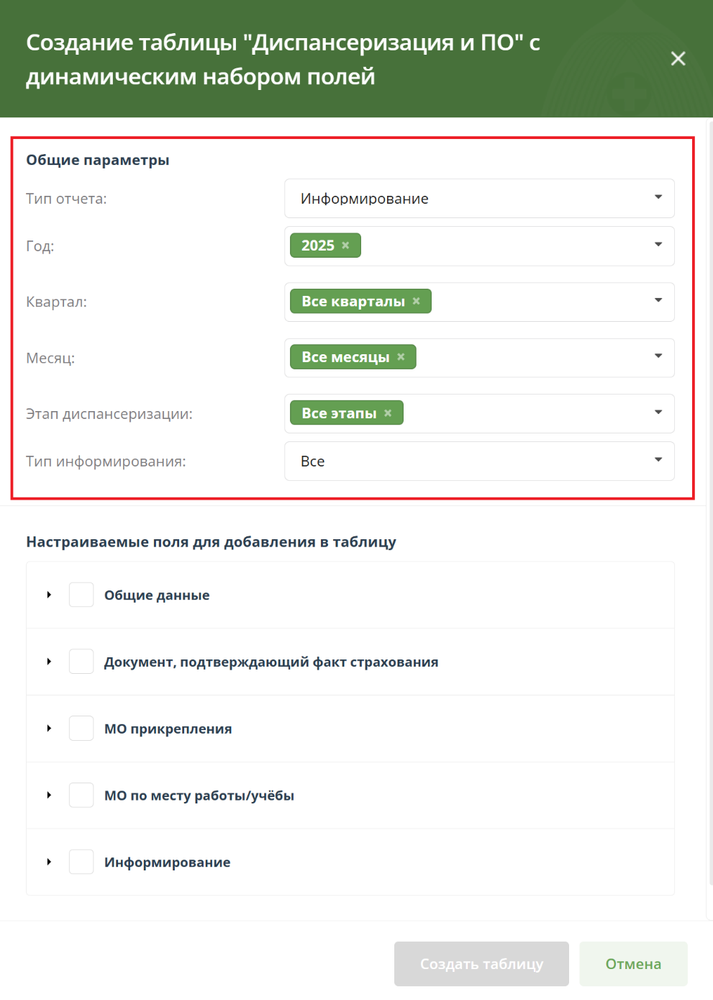 Создание таблицы "Диспансеризация и ПО" с
динамическим набором полей
Общие параметры
Тип отчета:
Информирование
Год:
2025 ×
Квартал:
Все кварталы ×
Месяц:
Все месяцы ×
Этап диспансеризации:
Все этапы ×
Тип информирования:
Все
Настраиваемые поля для добавления в таблицу
Общие данные
Документ, подтверждающий факт страхования
МО прикрепления
МО по месту работы/учёбы
Информирование
Создать таблицу
Отмена